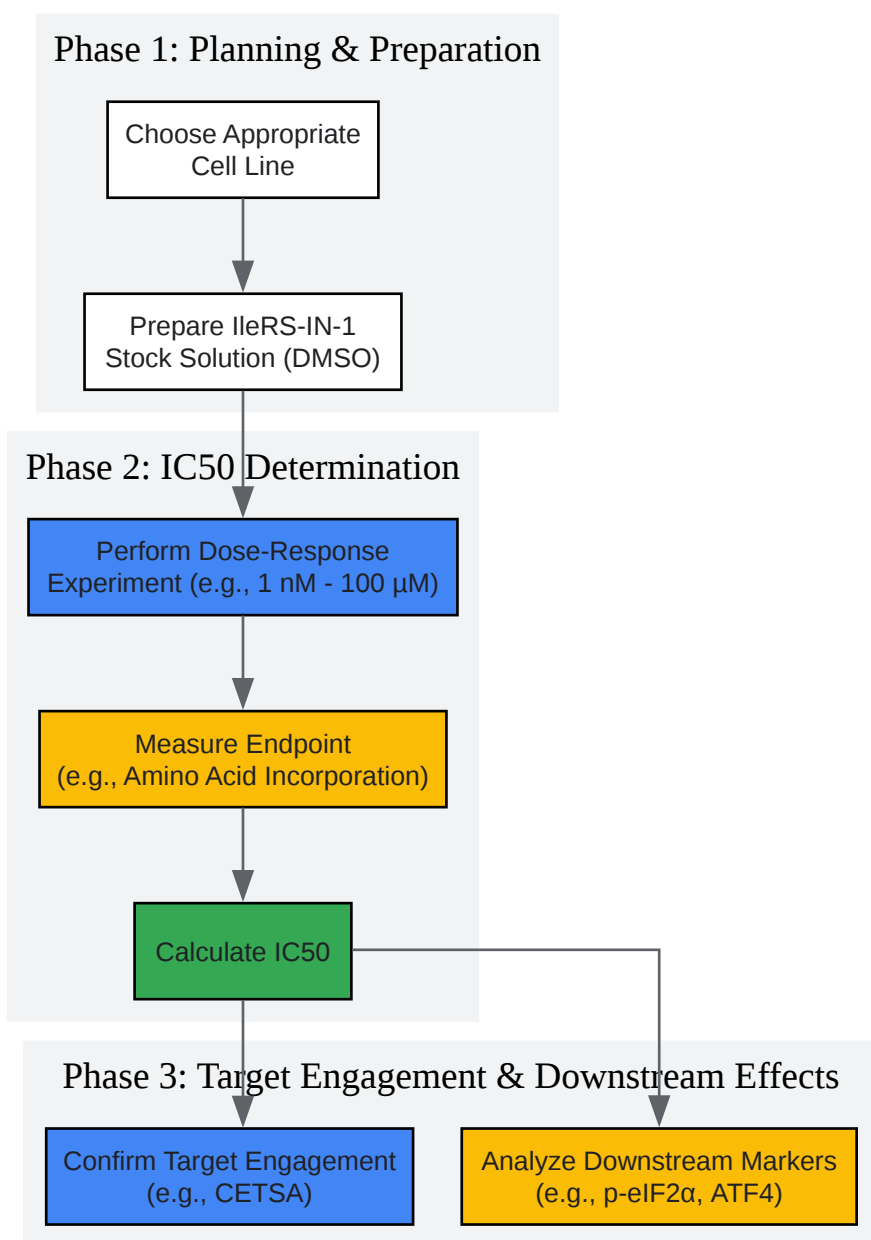 Phase 1: Planning & Preparation
Choose Appropriate
Cell Line
Prepare IleRS-IN-1
Stock Solution (DMSO)
Phase 2: IC50 Determination
Perform Dose-Response
Experiment (e.g., 1 nM - 100 µM)
Measure Endpoint
(e.g., Amino Acid Incorporation)
Calculate IC50
Phase 3: Target Engagement & Downstream Effects
Confirm Target Engagement
(e.g., CETSA)
Analyze Downstream Markers
(e.g., p-eIF2α, ATF4)